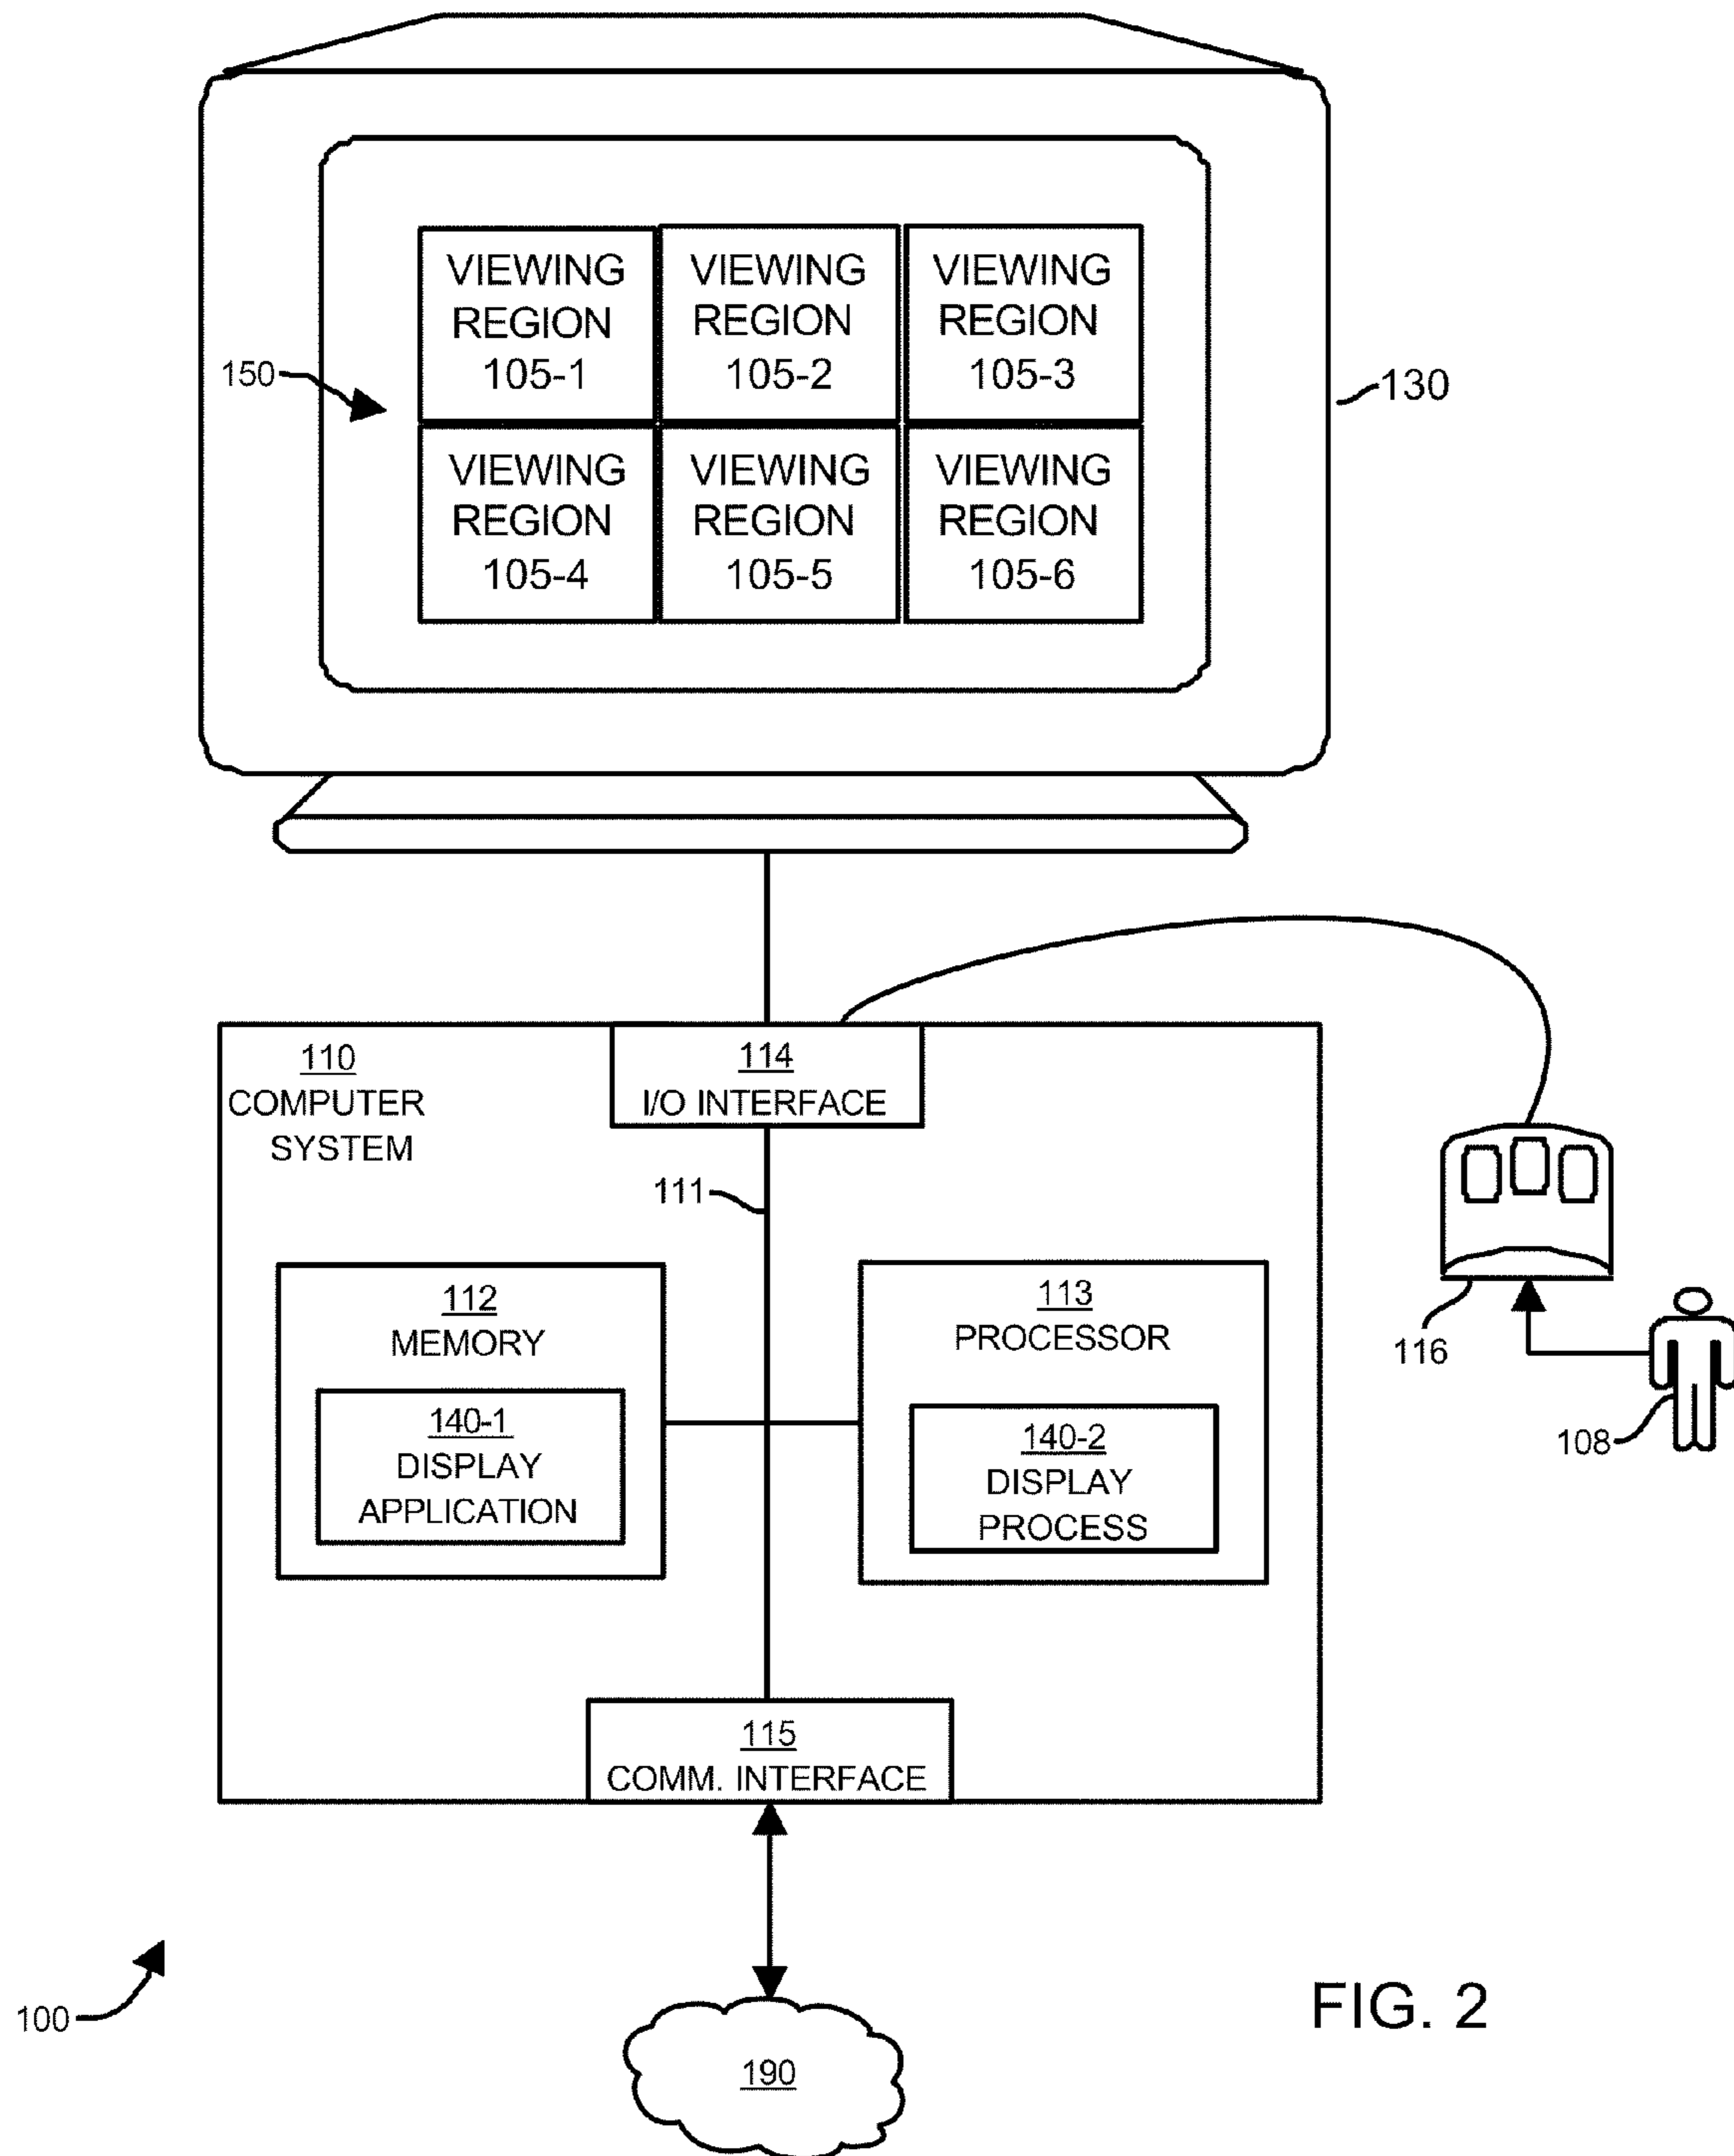 VIEWING
REGION
105-1
VIEWING
REGION
105-2
VIEWING
REGION
105-3
150
130
VIEWING
REGION
105-4
VIEWING
REGION
105-5
VIEWING
REGION
105-6
110
COMPUTER
SYSTEM
114
I/O INTERFACE
111
112
MEMORY
140-1
DISPLAY
APPLICATION
113
PROCESSOR
140-2
DISPLAY
PROCESS
116
108
115
COMM. INTERFACE
100
190
FIG. 2